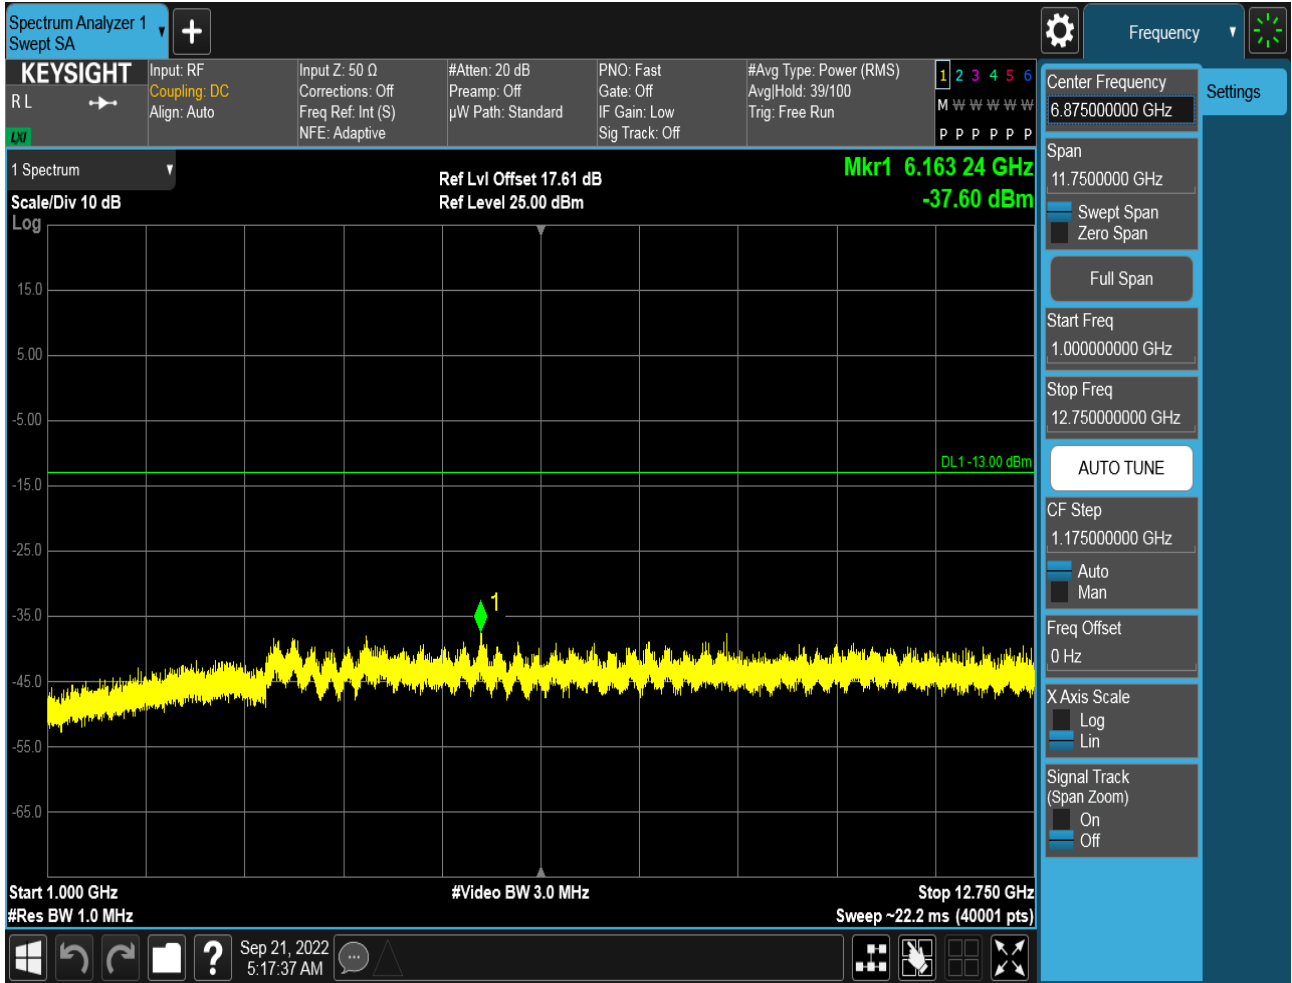 Spectrum Analyzer 1
Swept SA
Frequency
KEYSIGHT
R L
LXI
Input: RF
Coupling: DC
Align: Auto
Input Z: 50 Ω
Corrections: Off
Freq Ref: Int (S)
NFE: Adaptive
#Atten: 20 dB
Preamp: Off
µW Path: Standard
PNO: Fast
Gate: Off
IF Gain: Low
Sig Track: Off
#Avg Type: Power (RMS)
Avg|Hold: 39/100
Trig: Free Run
1 2 3 4 5 6
M W W W W W
P P P P P P
1 Spectrum
Scale/Div 10 dB
Log
Ref Lvl Offset 17.61 dB
Ref Level 25.00 dBm
Mkr1 6.163 24 GHz
-37.60 dBm
15.0
5.00
-5.00
DL1 -13.00 dBm
-15.0
-25.0
-35.0
1
-45.0
-55.0
-65.0
Start 1.000 GHz
#Res BW 1.0 MHz
#Video BW 3.0 MHz
Stop 12.750 GHz
Sweep ~22.2 ms (40001 pts)
Sep 21, 2022
5:17:37 AM
Center Frequency
6.875000000 GHz
Settings
Span
11.7500000 GHz
Swept Span
Zero Span
Full Span
Start Freq
1.000000000 GHz
Stop Freq
12.750000000 GHz
AUTO TUNE
CF Step
1.175000000 GHz
Auto
Man
Freq Offset
0 Hz
X Axis Scale
Log
Lin
Signal Track
(Span Zoom)
On
Off